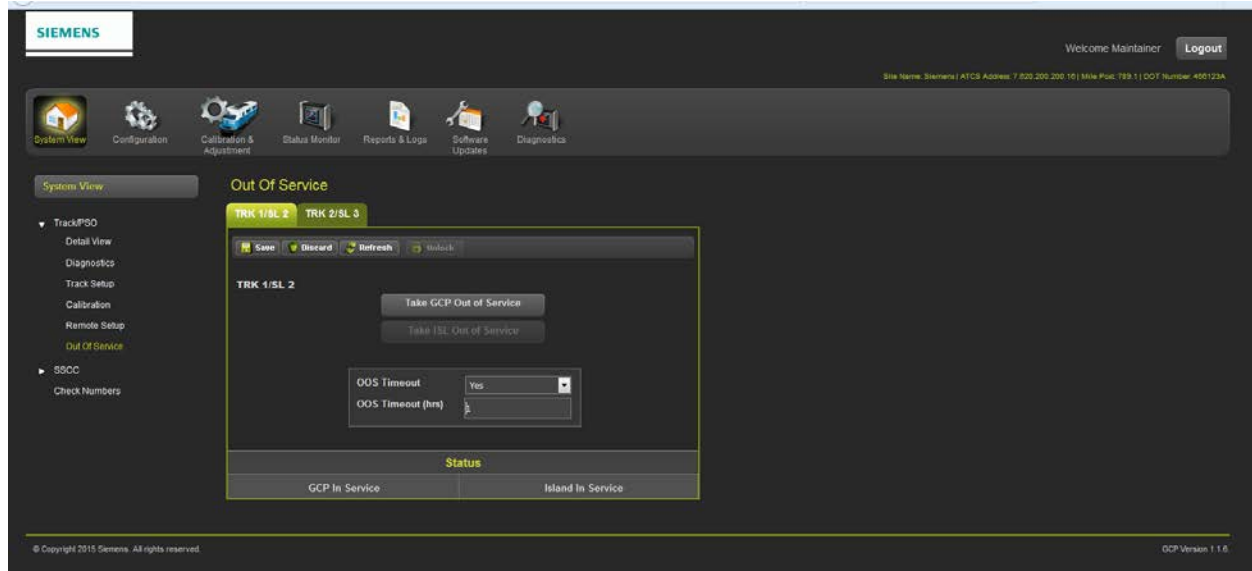 SIEMENS
Welcome Maintainer Logout
Site Name: Siemens | ATCS Address: 7.620.200.200.16 | Mile Post: 789.1 | DOT Number: 466123A
System View
Configuration
Calibration &
Adjustment
Status Monitor
Reports & Logs
Software
Updates
Diagnostics
System View
Track/PSO
Detail View
Diagnostics
Track Setup
Calibration
Remote Setup
Out Of Service
SSCC
Check Numbers
Out Of Service
TRK 1/SL 2 TRK 2/SL 3
Save Discard Refresh Unlock
TRK 1/SL 2
Take GCP Out of Service
Take ISL Out of Service
OOS Timeout Yes
OOS Timeout (hrs) 1
Status
GCP In Service Island In Service
© Copyright 2015 Siemens. All rights reserved.
GCP Version 1.1.6.